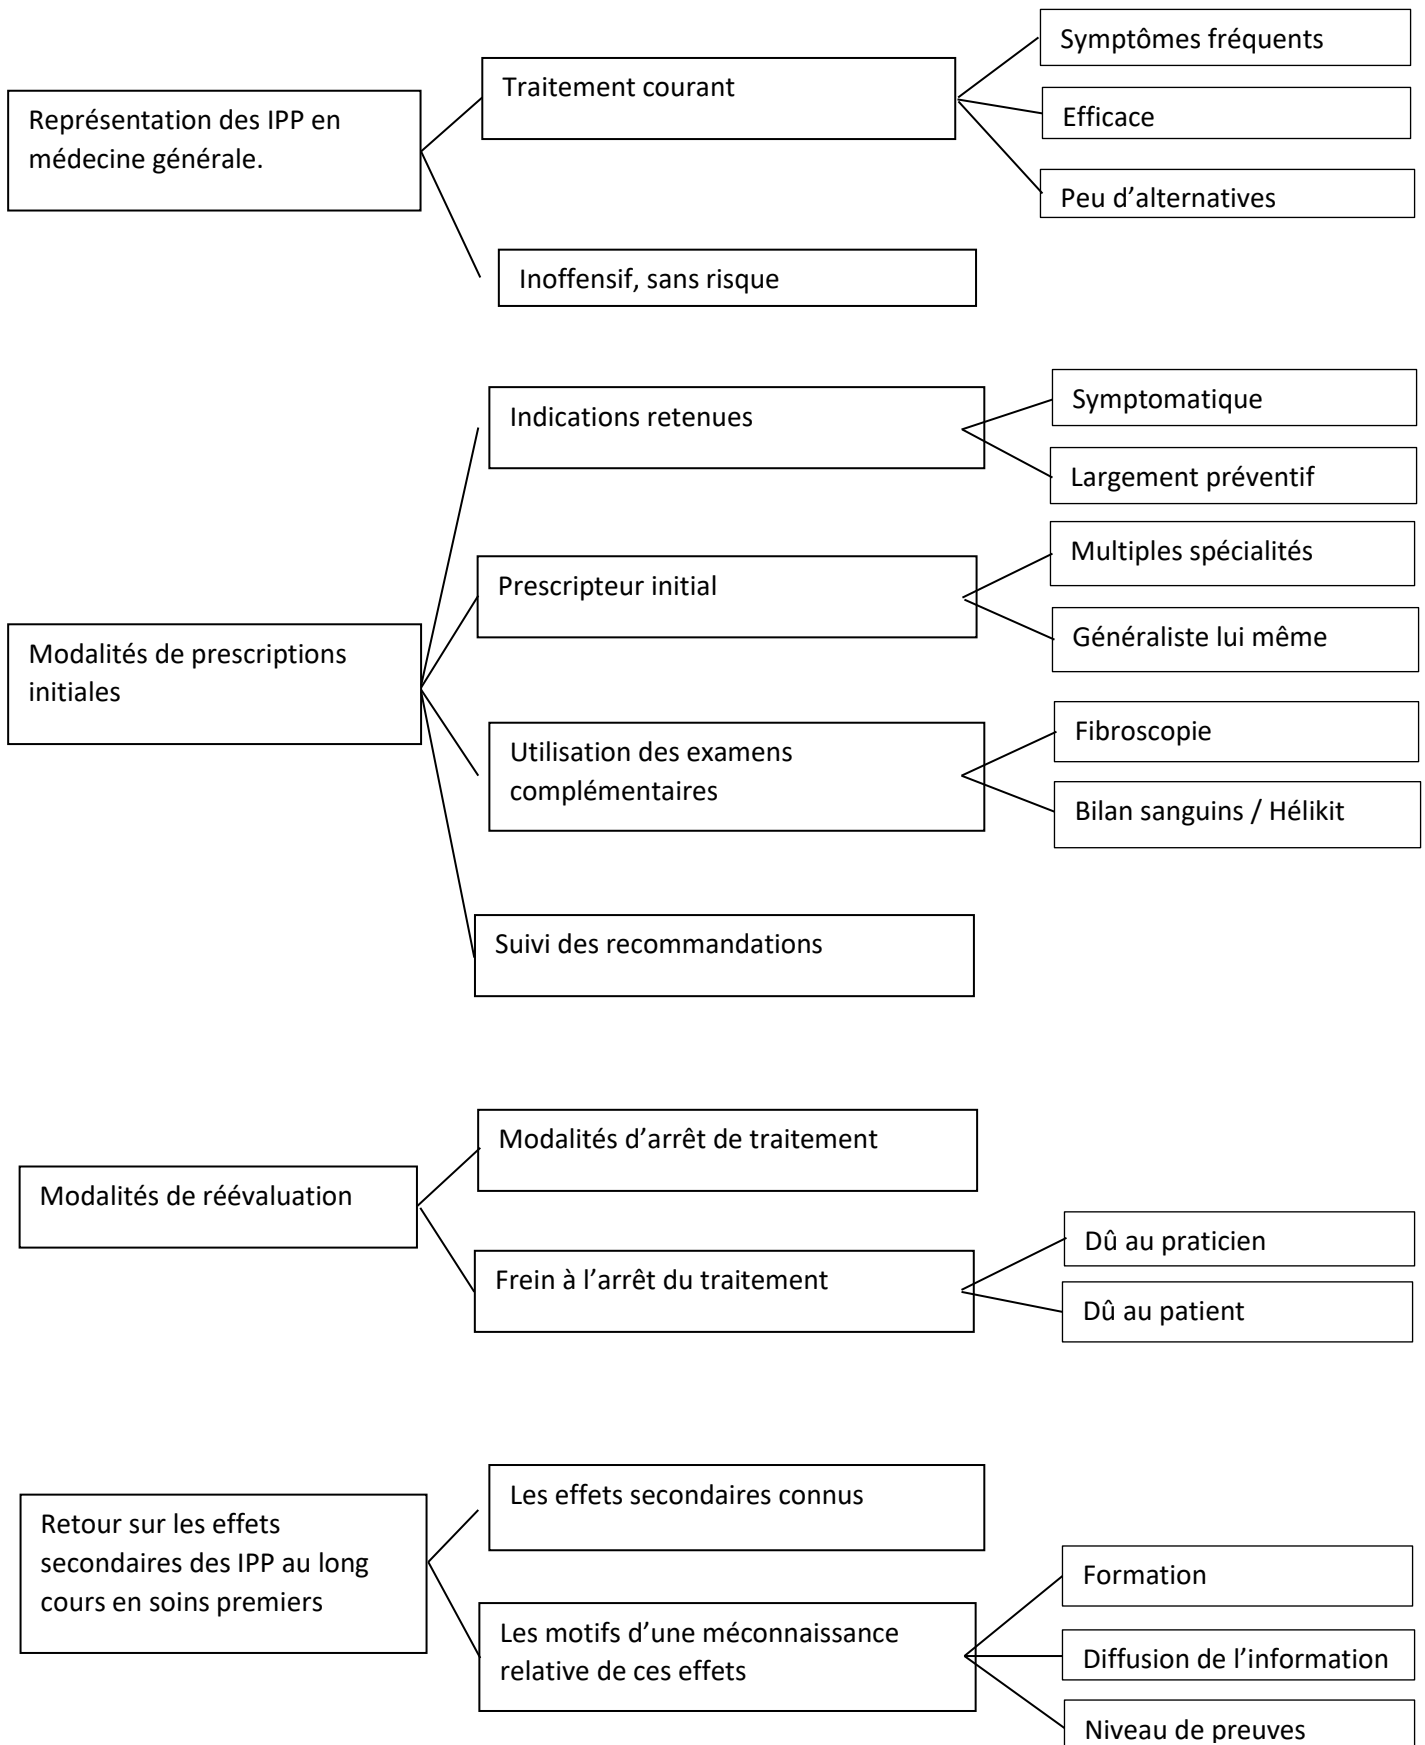 Représentation des IPP en
médecine générale.
Traitement courant
Symptômes fréquents
Efficace
Peu d’alternatives
Inoffensif, sans risque
Modalités de prescriptions
initiales
Indications retenues
Symptomatique
Largement préventif
Prescripteur initial
Multiples spécialités
Généraliste lui même
Utilisation des examens
complémentaires
Fibroscopie
Bilan sanguins / Hélikit
Suivi des recommandations
Modalités de réévaluation
Modalités d’arrêt de traitement
Frein à l’arrêt du traitement
Dû au praticien
Dû au patient
Retour sur les effets
secondaires des IPP au long
cours en soins premiers
Les effets secondaires connus
Les motifs d’une méconnaissance
relative de ces effets
Formation
Diffusion de l’information
Niveau de preuves